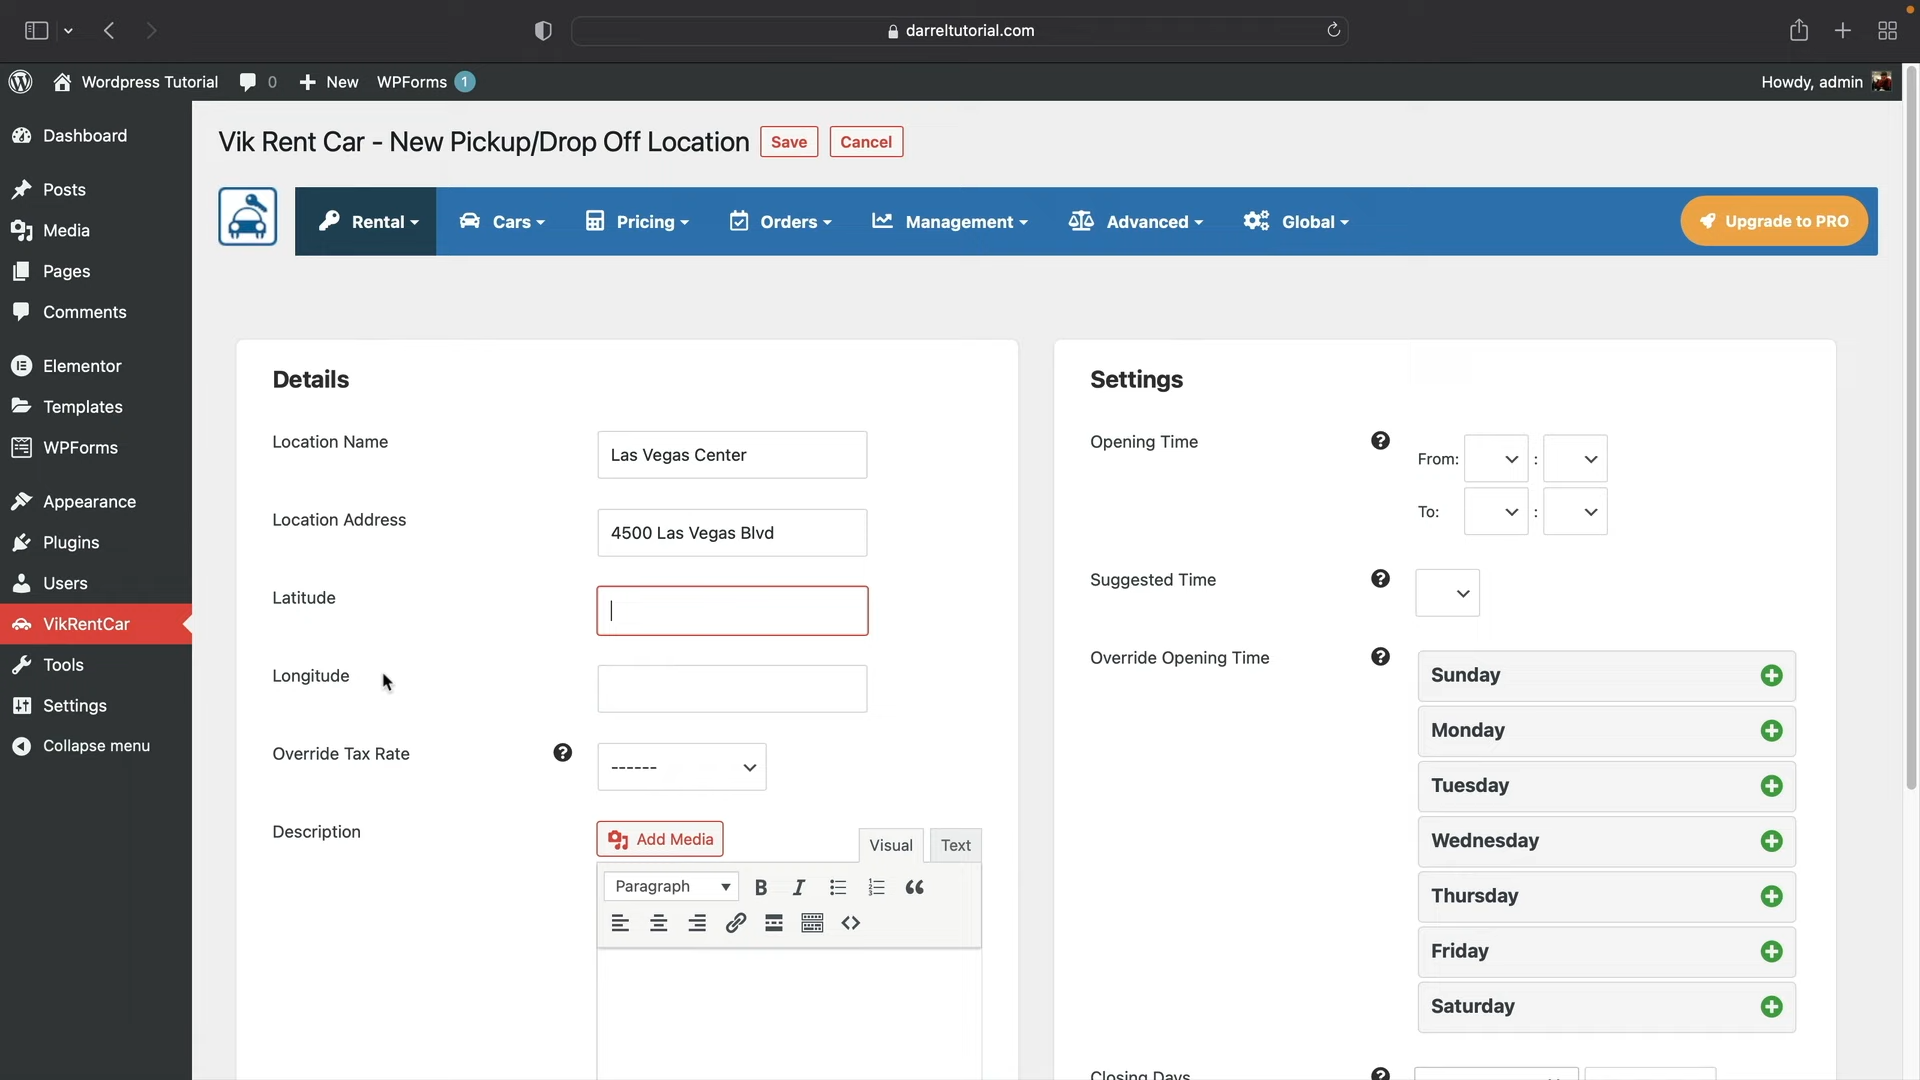 darreltutorial.com
Wordpress Tutorial
0
New
WPForms 1
Howdy, admin
Dashboard
Posts
Media
Pages
Comments
Elementor
Templates
WPForms
Appearance
Plugins
Users
VikRentCar
Tools
Settings
Collapse menu
Vik Rent Car - New Pickup/Drop Off Location
Save
Cancel
Rental
Cars
Pricing
Orders
Management
Advanced
Global
Upgrade to PRO
Details
Location Name
Las Vegas Center
Location Address
4500 Las Vegas Blvd
Latitude
Longitude
Override Tax Rate
------
Description
Add Media
Visual
Text
Paragraph
Settings
Opening Time
From:
:
To:
:
Suggested Time
Override Opening Time
Sunday
Monday
Tuesday
Wednesday
Thursday
Friday
Saturday
Closing Days